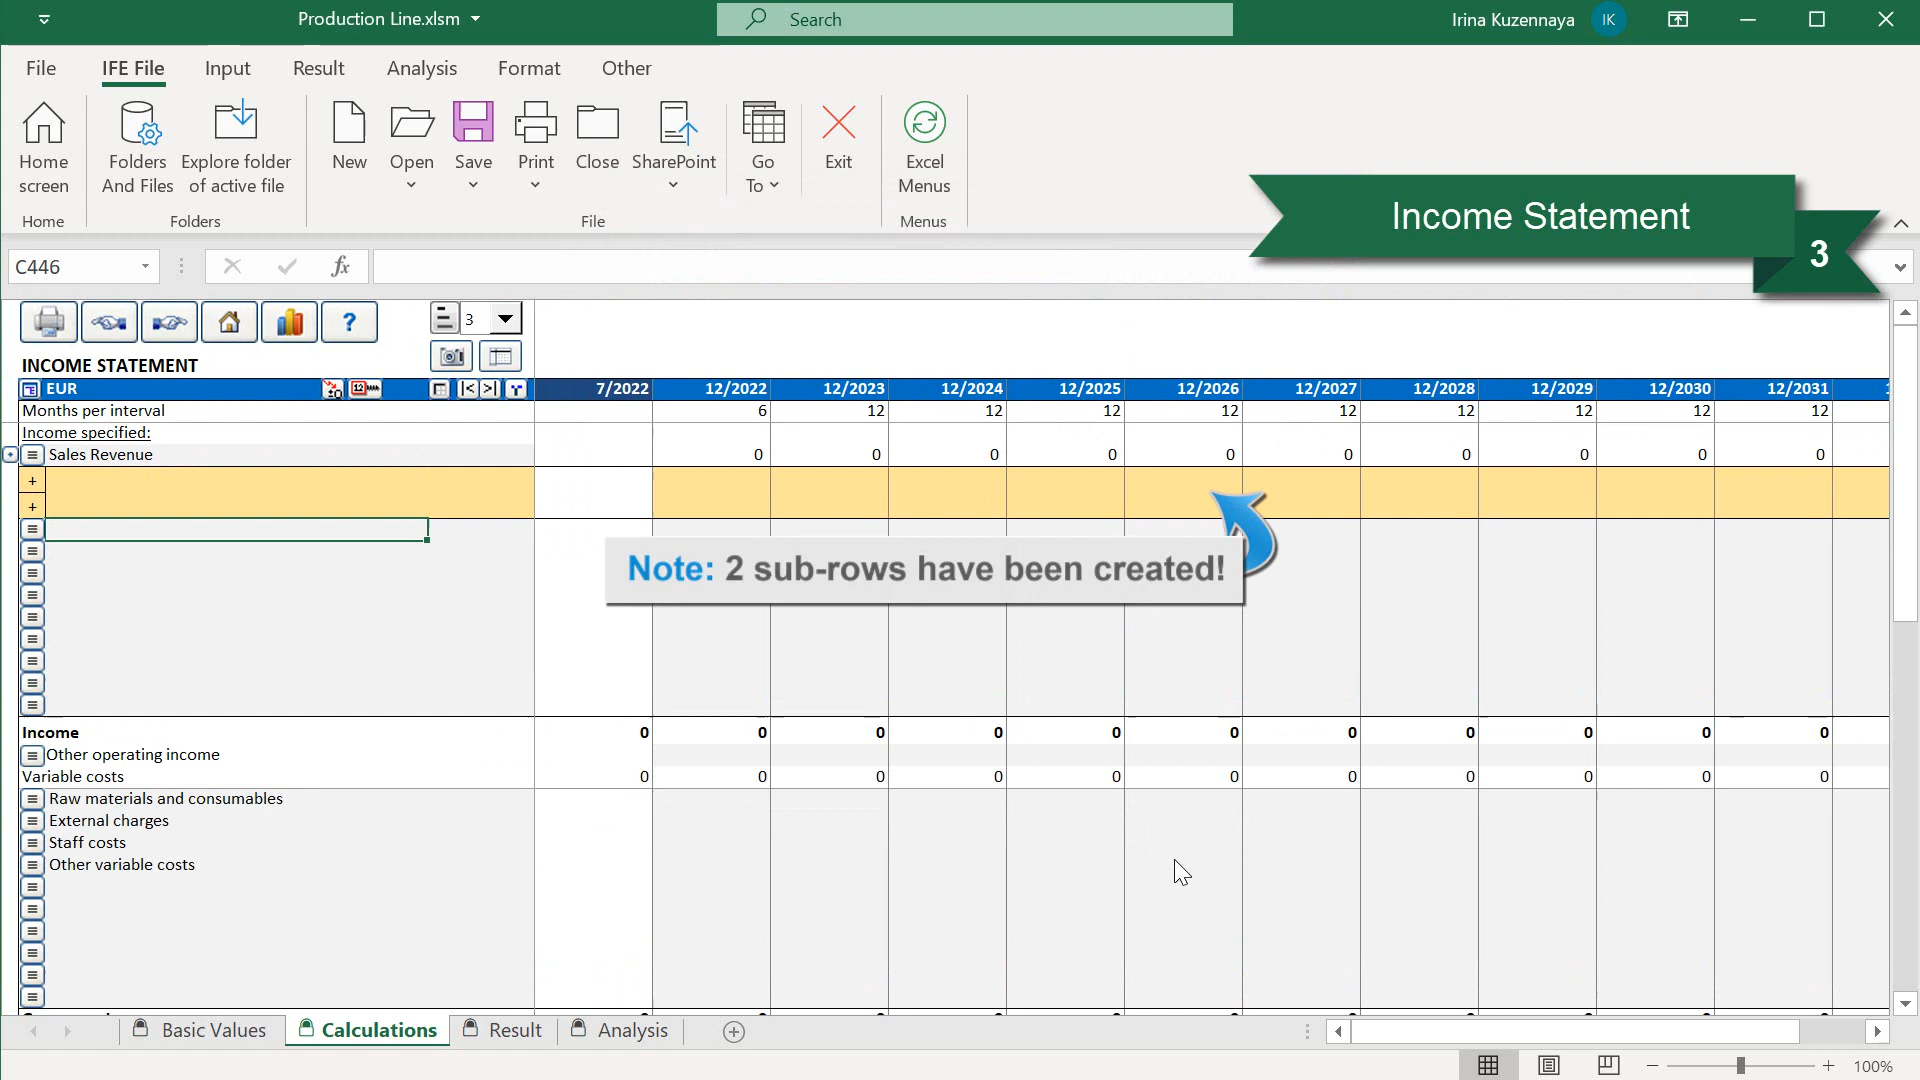 Production Line.xlsm
Search
Irina Kuzennaya
IK
File
IFE File
Input
Result
Analysis
Format
Other
Home screen
Folders And Files
Explore folder of active file
New
Open
Save
Print
Close
SharePoint
Go To
Exit
Excel Menus
Home
Folders
File
Menus
Income Statement
3
C446
fx
?
3
INCOME STATEMENT
EUR 12 7/2022 12/2022 12/2023 12/2024 12/2025 12/2026 12/2027 12/2028 12/2029 12/2030 12/2031 1
Months per interval 6 12 12 12 12 12 12 12 12 12
Income specified:
Sales Revenue 0 0 0 0 0 0 0 0 0 0
+
+
Note: 2 sub-rows have been created!
Income 0 0 0 0 0 0 0 0 0 0 0
Other operating income
Variable costs 0 0 0 0 0 0 0 0 0 0 0
Raw materials and consumables
External charges
Staff costs
Other variable costs
Basic Values
Calculations
Result
Analysis
100%